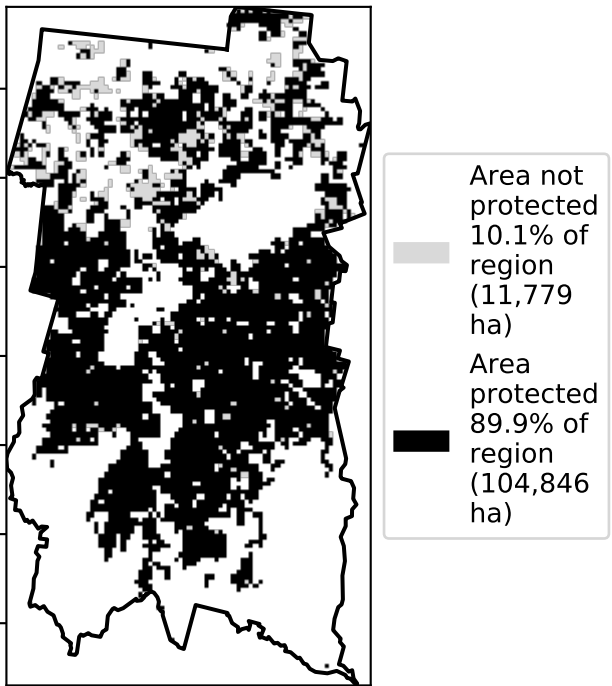 Area not
protected
10.1% of
region
(11,779
ha)
Area
protected
89.9% of
region
(104,846
ha)